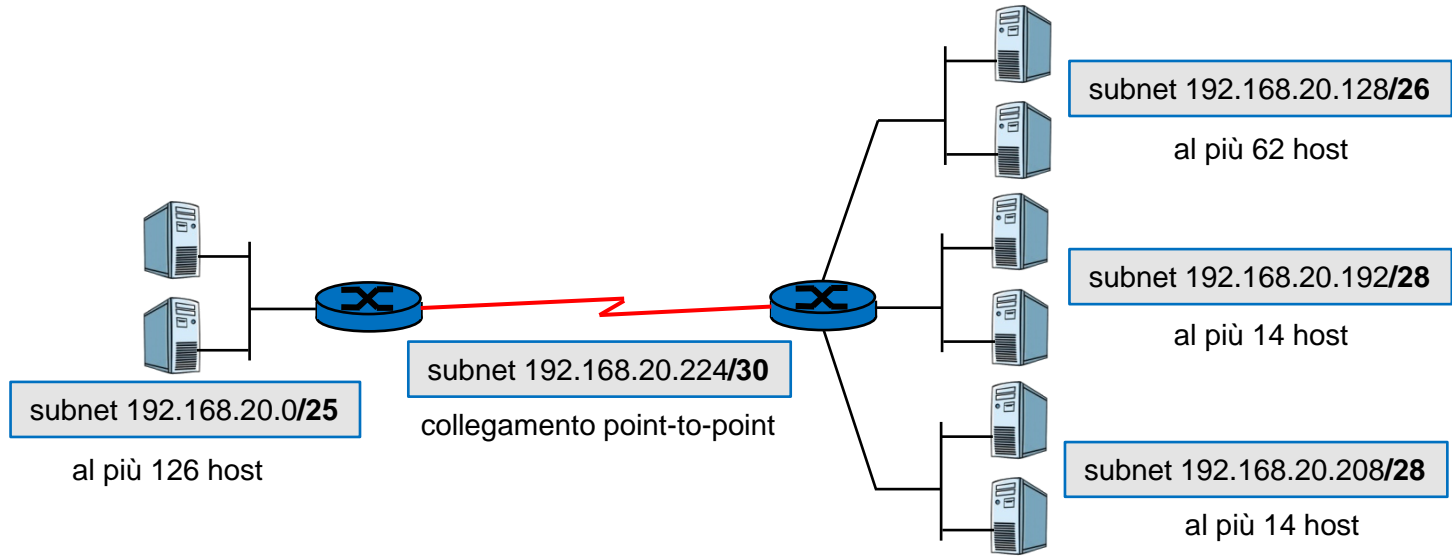 subnet 192.168.20.128/26
al più 62 host
subnet 192.168.20.192/28
al più 14 host
subnet 192.168.20.224/30
collegamento point-to-point
subnet 192.168.20.0/25
al più 126 host
subnet 192.168.20.208/28
al più 14 host